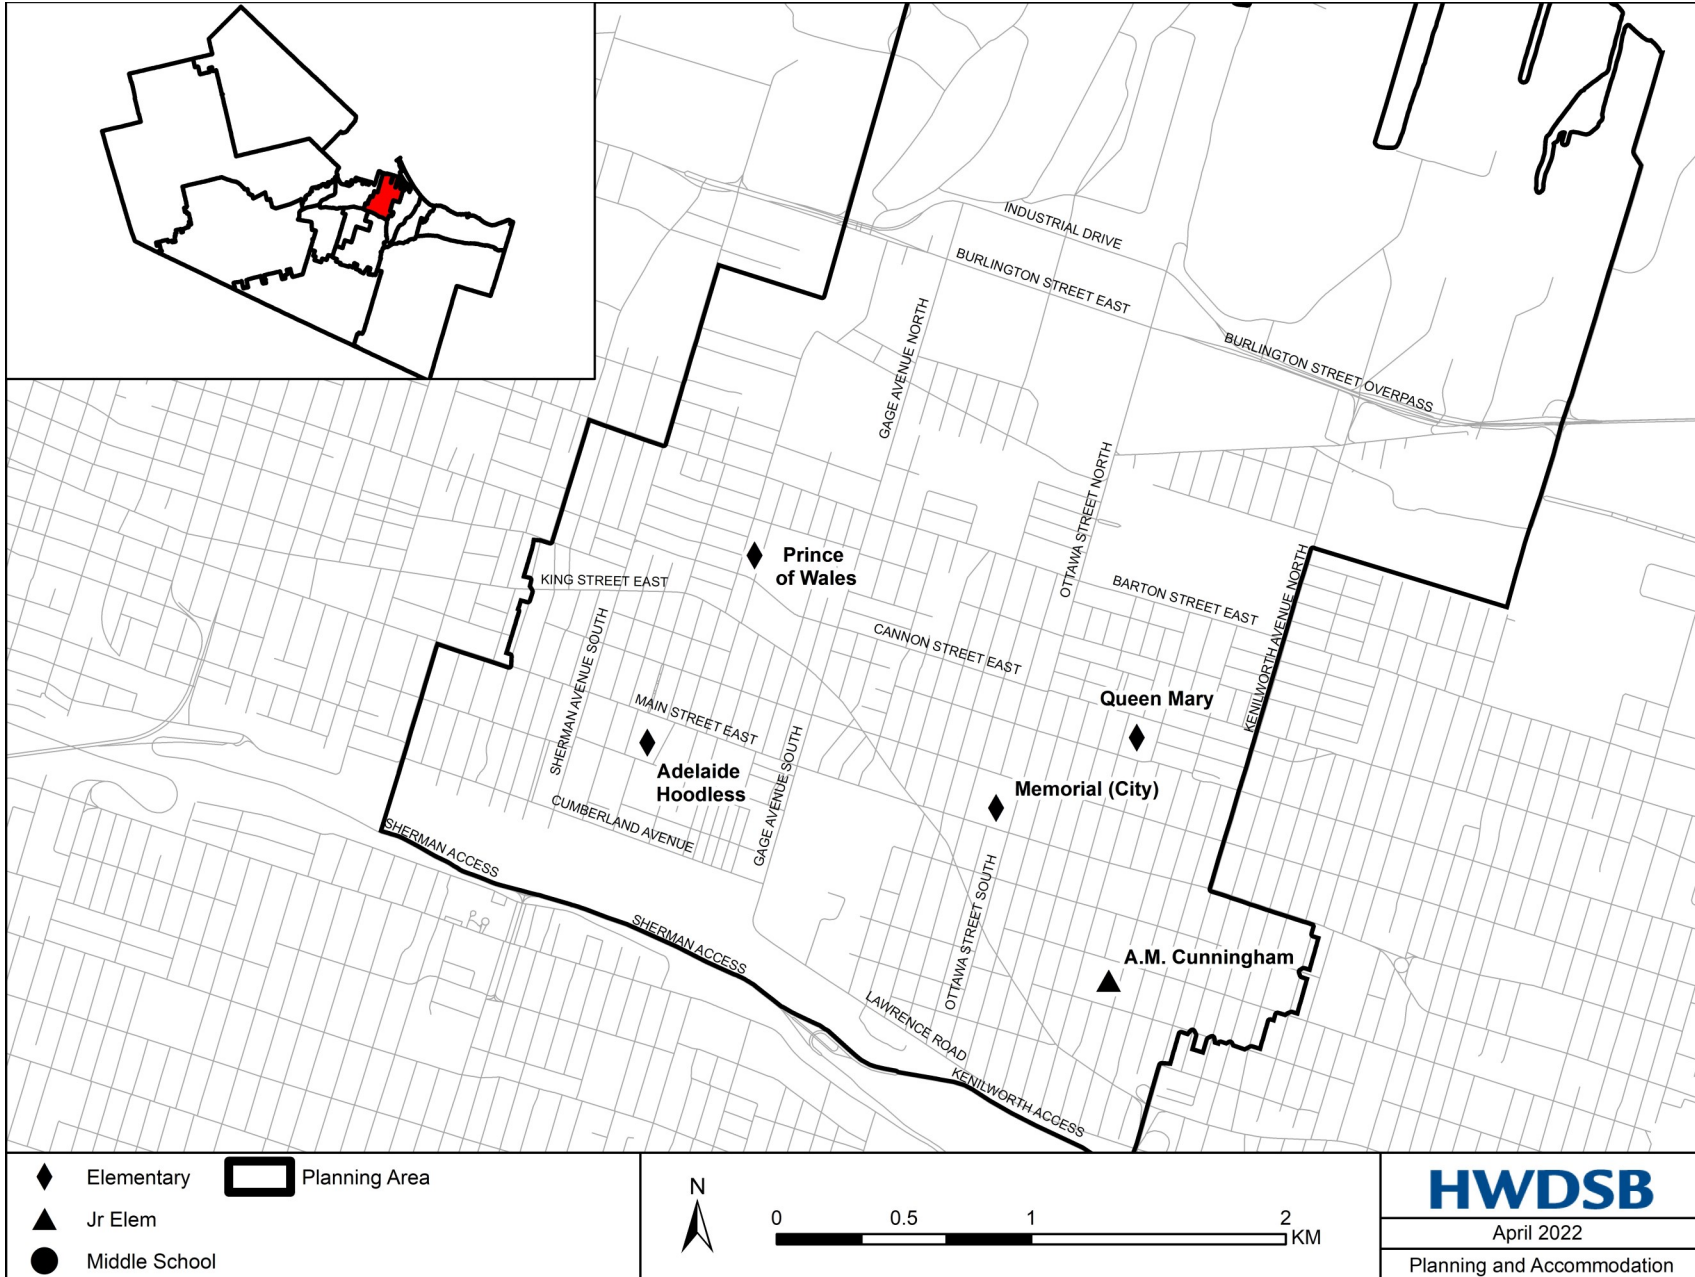 INDUSTRIAL DRIVE
BURLINGTON STREET EAST
BURLINGTON STREET OVERPASS
GAGE AVENUE NORTH
OTTAWA STREET NORTH
KENILWORTH AVENUE NORTH
Prince
of Wales
KING STREET EAST
BARTON STREET EAST
CANNON STREET EAST
SHERMAN AVENUE SOUTH
MAIN STREET EAST
Queen Mary
Adelaide
Hoodless
GAGE AVENUE SOUTH
Memorial (City)
CUMBERLAND AVENUE
SHERMAN ACCESS
OTTAWA STREET SOUTH
SHERMAN ACCESS
A.M. Cunningham
LAWRENCE ROAD
KENILWORTH ACCESS
Elementary
Planning Area
Jr Elem
Middle School
N
0 0.5 1 2
KM
HWDSB
April 2022
Planning and Accommodation